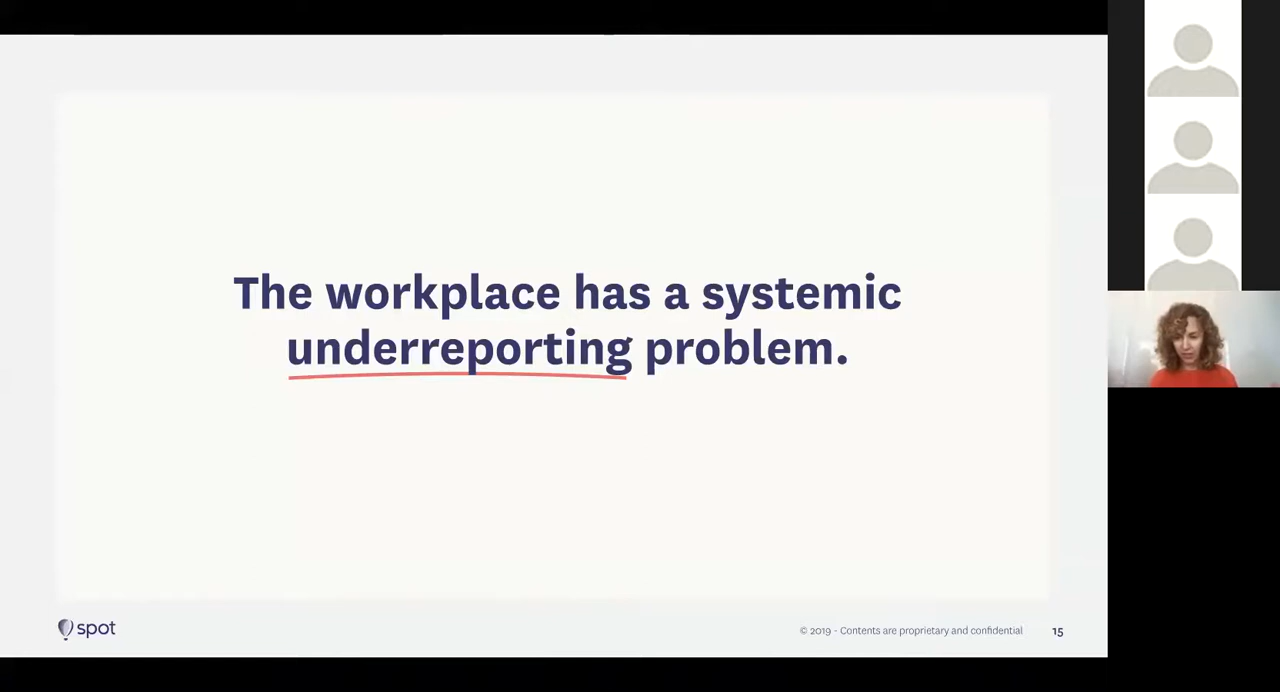 The workplace has a systemic
underreporting problem.
spot
© 2019 - Contents are proprietary and confidential
15